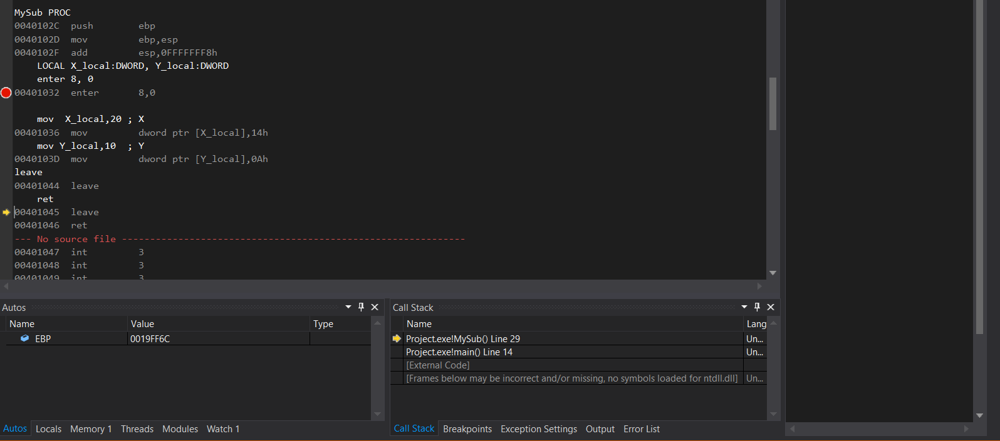 MySub PROC
0040102C  push        ebp
0040102D  mov         ebp,esp
0040102F  add         esp,0FFFFFFF8h
    LOCAL X_local:DWORD, Y_local:DWORD
    enter 8, 0
00401032  enter       8,0
    mov  X_local,20 ; X
00401036  mov         dword ptr [X_local],14h
    mov Y_local,10  ; Y
0040103D  mov         dword ptr [Y_local],0Ah
leave
00401044  leave
    ret
00401045  leave
00401046  ret
--- No source file -------------------------------------------------------------
00401047  int         3
00401048  int         3
00401049  int         3
Autos
Name Value Type
EBP 0019FF6C
Call Stack
Name Lang
Project.exe!MySub() Line 29 Un...
Project.exe!main() Line 14 Un...
[External Code]
[Frames below may be incorrect and/or missing, no symbols loaded for ntdll.dll] Un...
Autos Locals Memory 1 Threads Modules Watch 1
Call Stack Breakpoints Exception Settings Output Error List